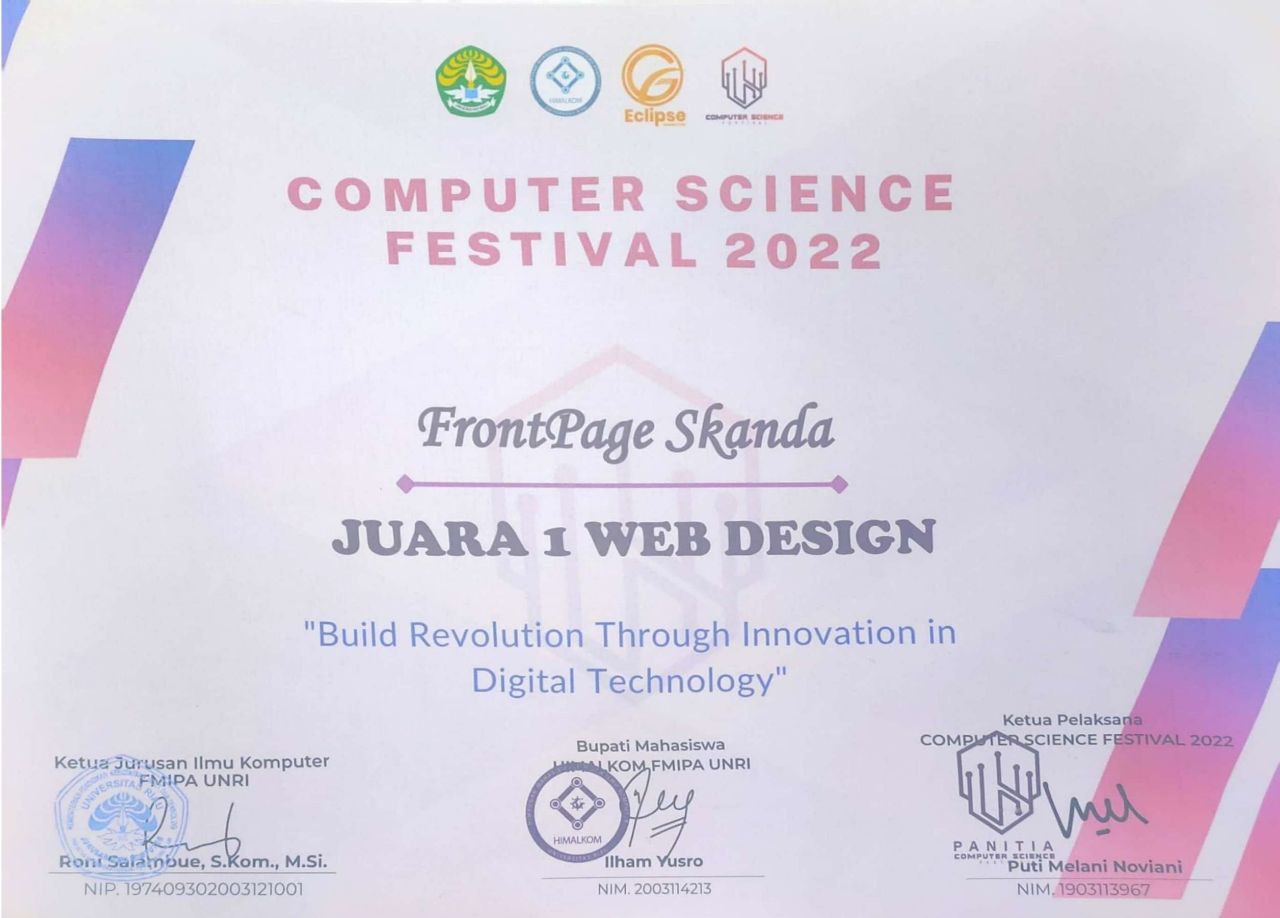 HIMALKOM
Eclipse
COMPUTER SCIENCE
FESTIVAL
COMPUTER SCIENCE
FESTIVAL 2022
FrontPage Skanda
JUARA 1 WEB DESIGN
"Build Revolution Through Innovation in
Digital Technology"
Ketua Jurusan Ilmu Komputer
FMIPA UNRI
UNIVERSITAS RIAU
Roni Salambue, S.Kom., M.Si.
NIP. 197409302003121001
Bupati Mahasiswa
HIMALKOM FMIPA UNRI
HIMALKOM
Ilham Yusro
NIM. 2003114213
Ketua Pelaksana
COMPUTER SCIENCE FESTIVAL 2022
PANITIA
COMPUTER SCIENCE
Puti Melani Noviani
NIM. 1903113967